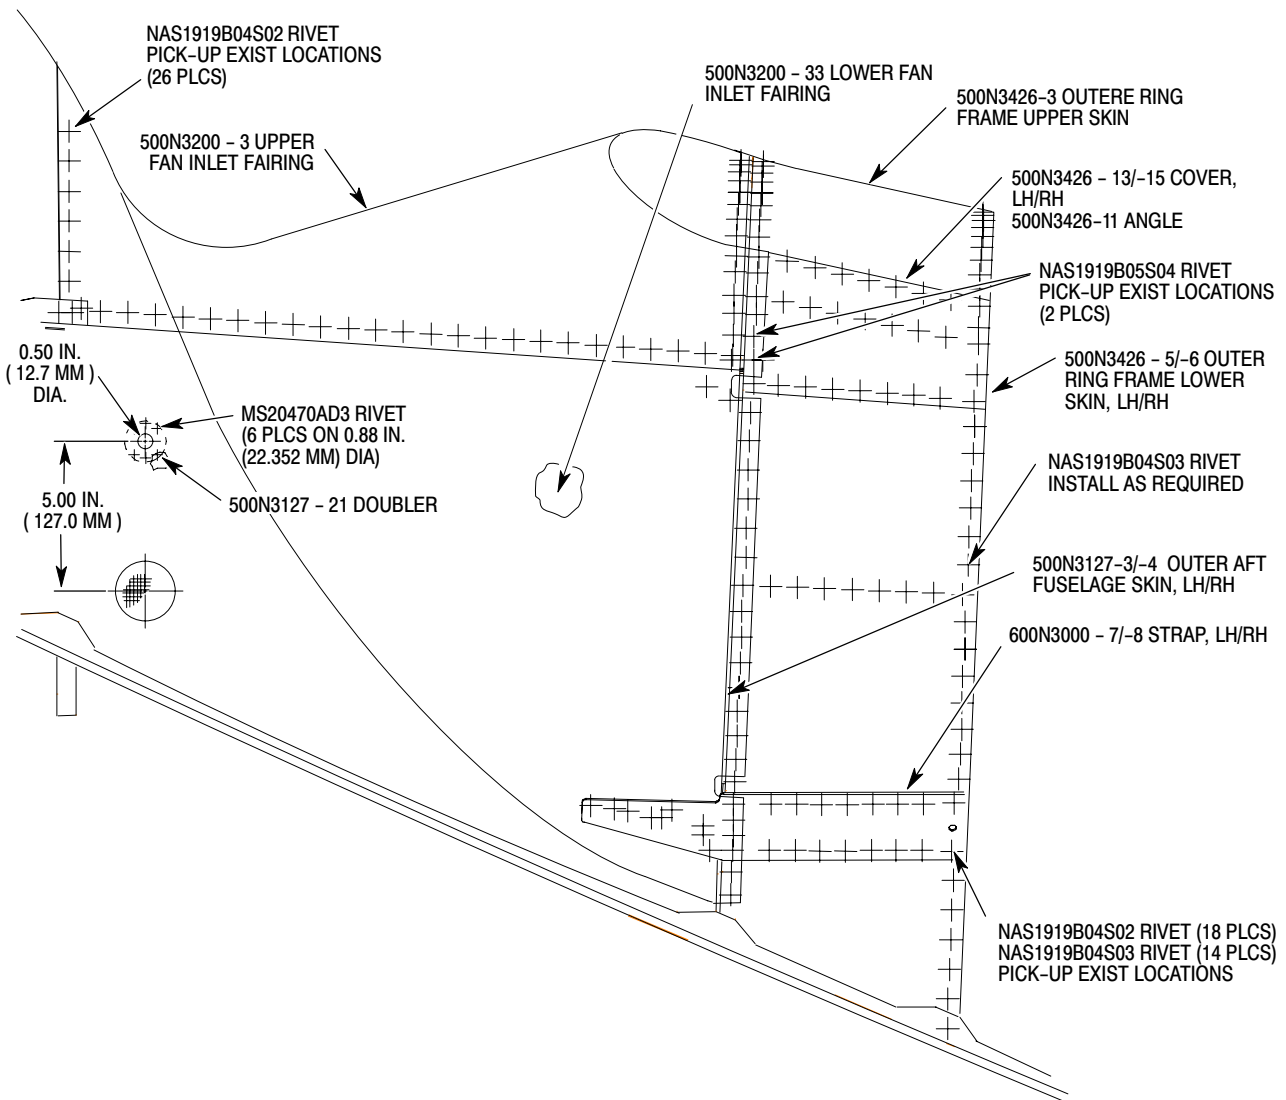 NAS1919B04S02 RIVET
PICK-UP EXIST LOCATIONS
(26 PLCS)
500N3200 - 33 LOWER FAN
INLET FAIRING
500N3426-3 OUTERE RING
FRAME UPPER SKIN
500N3200 - 3 UPPER
FAN INLET FAIRING
500N3426 - 13/-15 COVER,
LH/RH
500N3426-11 ANGLE
NAS1919B05S04 RIVET
PICK-UP EXIST LOCATIONS
(2 PLCS)
0.50 IN.
( 12.7 MM )
DIA.
500N3426 - 5/-6 OUTER
RING FRAME LOWER
SKIN, LH/RH
MS20470AD3 RIVET
(6 PLCS ON 0.88 IN.
(22.352 MM) DIA)
NAS1919B04S03 RIVET
INSTALL AS REQUIRED
5.00 IN.
( 127.0 MM )
500N3127 - 21 DOUBLER
500N3127-3/-4 OUTER AFT
FUSELAGE SKIN, LH/RH
600N3000 - 7/-8 STRAP, LH/RH
NAS1919B04S02 RIVET (18 PLCS)
NAS1919B04S03 RIVET (14 PLCS)
PICK-UP EXIST LOCATIONS